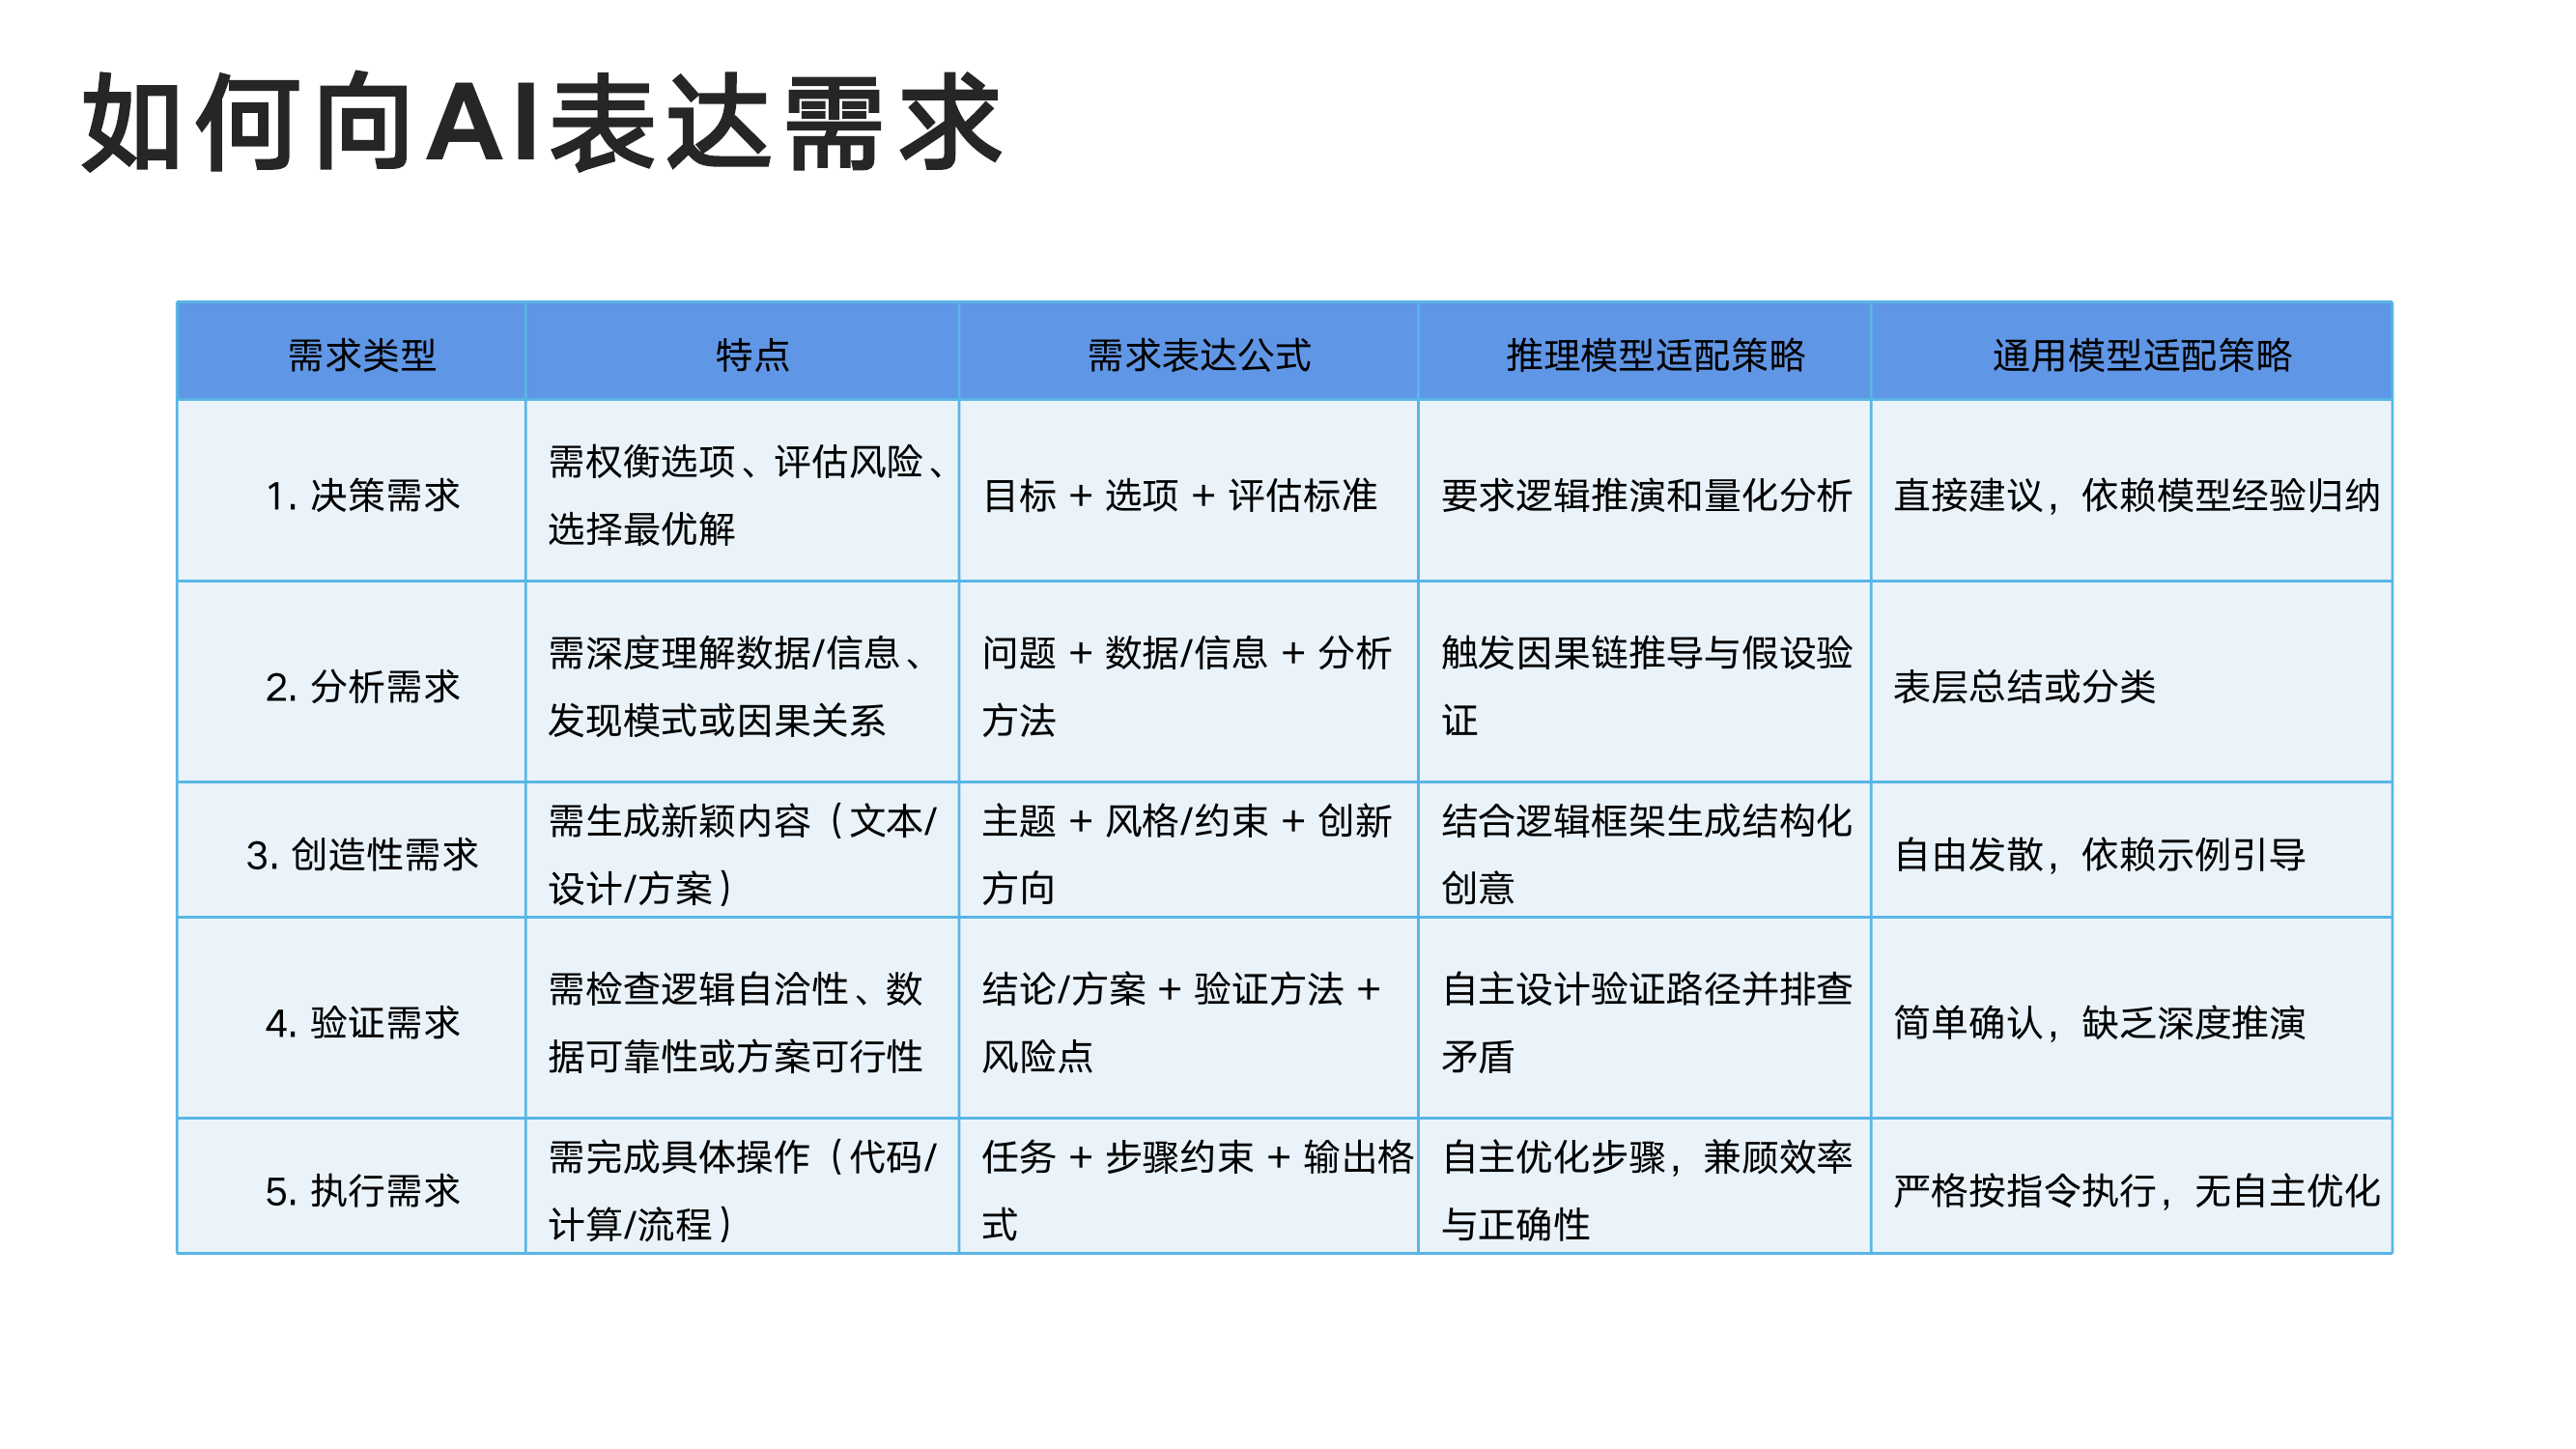 如何向AI表达需求
需求类型 特点 需求表达公式 推理模型适配策略 通用模型适配策略
1. 决策需求
需权衡选项、评估风险、
选择最优解
目标 + 选项 + 评估标准
要求逻辑推演和量化分析
直接建议，依赖模型经验归纳
2. 分析需求
需深度理解数据/信息、
发现模式或因果关系
问题 + 数据/信息 + 分析
方法
触发因果链推导与假设验
证
表层总结或分类
3. 创造性需求
需生成新颖内容（文本/
设计/方案）
主题 + 风格/约束 + 创新
方向
结合逻辑框架生成结构化
创意
自由发散，依赖示例引导
4. 验证需求
需检查逻辑自洽性、数
据可靠性或方案可行性
结论/方案 + 验证方法 +
风险点
自主设计验证路径并排查
矛盾
简单确认，缺乏深度推演
5. 执行需求
需完成具体操作（代码/
计算/流程）
任务 + 步骤约束 + 输出格
式
自主优化步骤，兼顾效率
与正确性
严格按指令执行，无自主优化